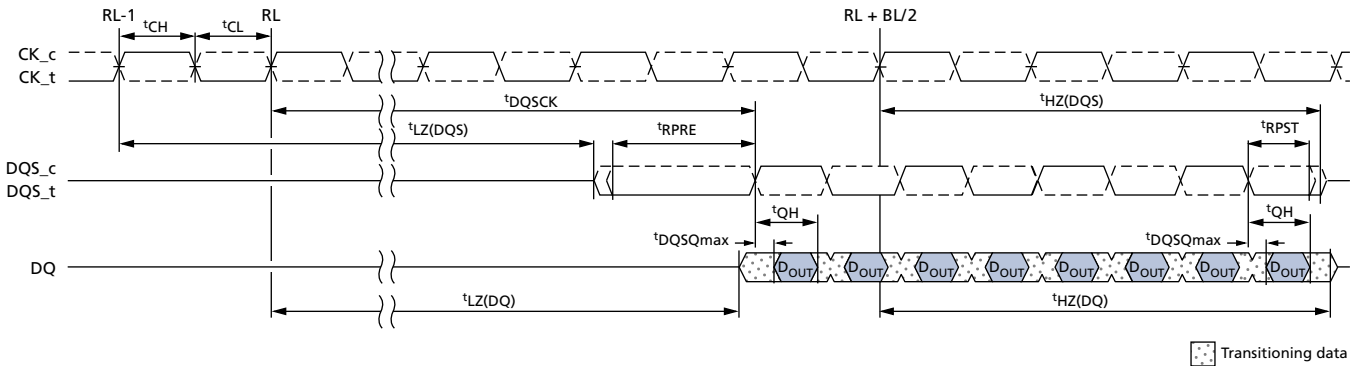 RL-1 RL RL + BL/2
tCH tCL
CK_c
CK_t
tDQSCK tHZ(DQS)
tLZ(DQS) tRPRE tRPST
DQS_c
DQS_t
tQH tQH
tDQSQmax tDQSQmax
DQ DOUT DOUT DOUT DOUT DOUT DOUT DOUT DOUT
tLZ(DQ) tHZ(DQ)
Transitioning data